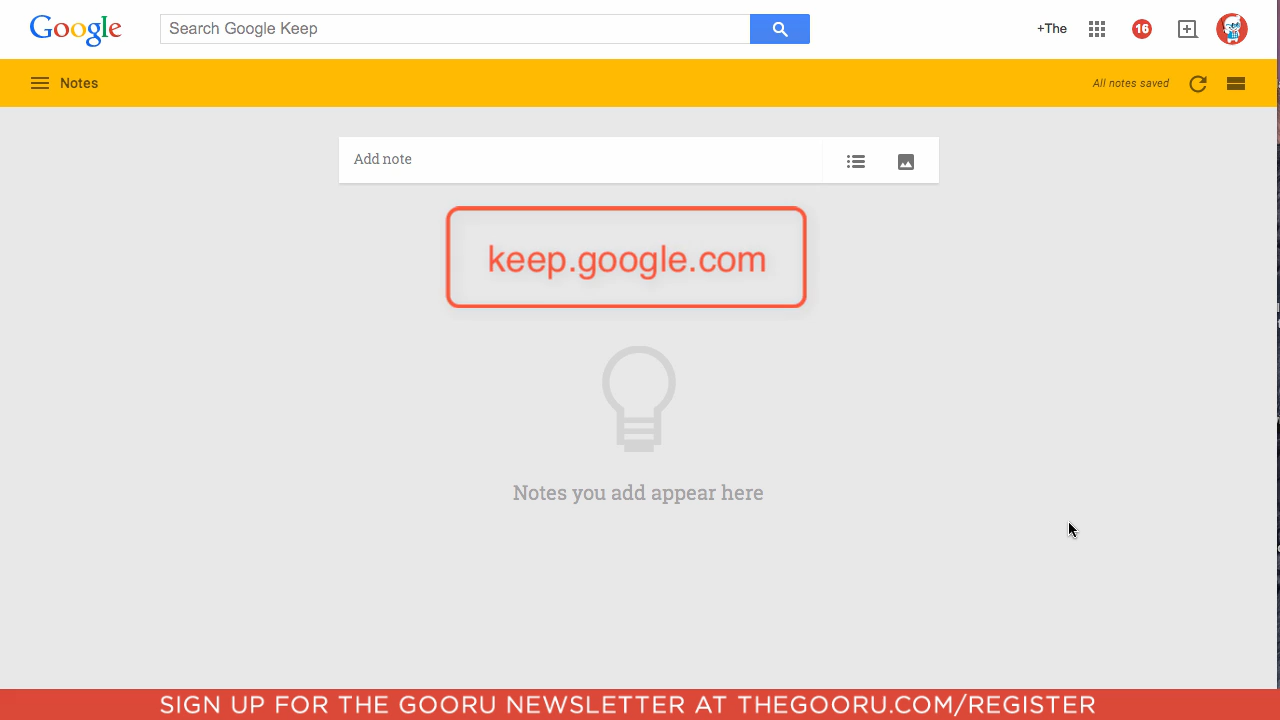 Google
Search Google Keep
+The
16
Notes
All notes saved
Add note
keep.google.com
Notes you add appear here
SIGN UP FOR THE GOORU NEWSLETTER AT THEGOORU.COM/REGISTER